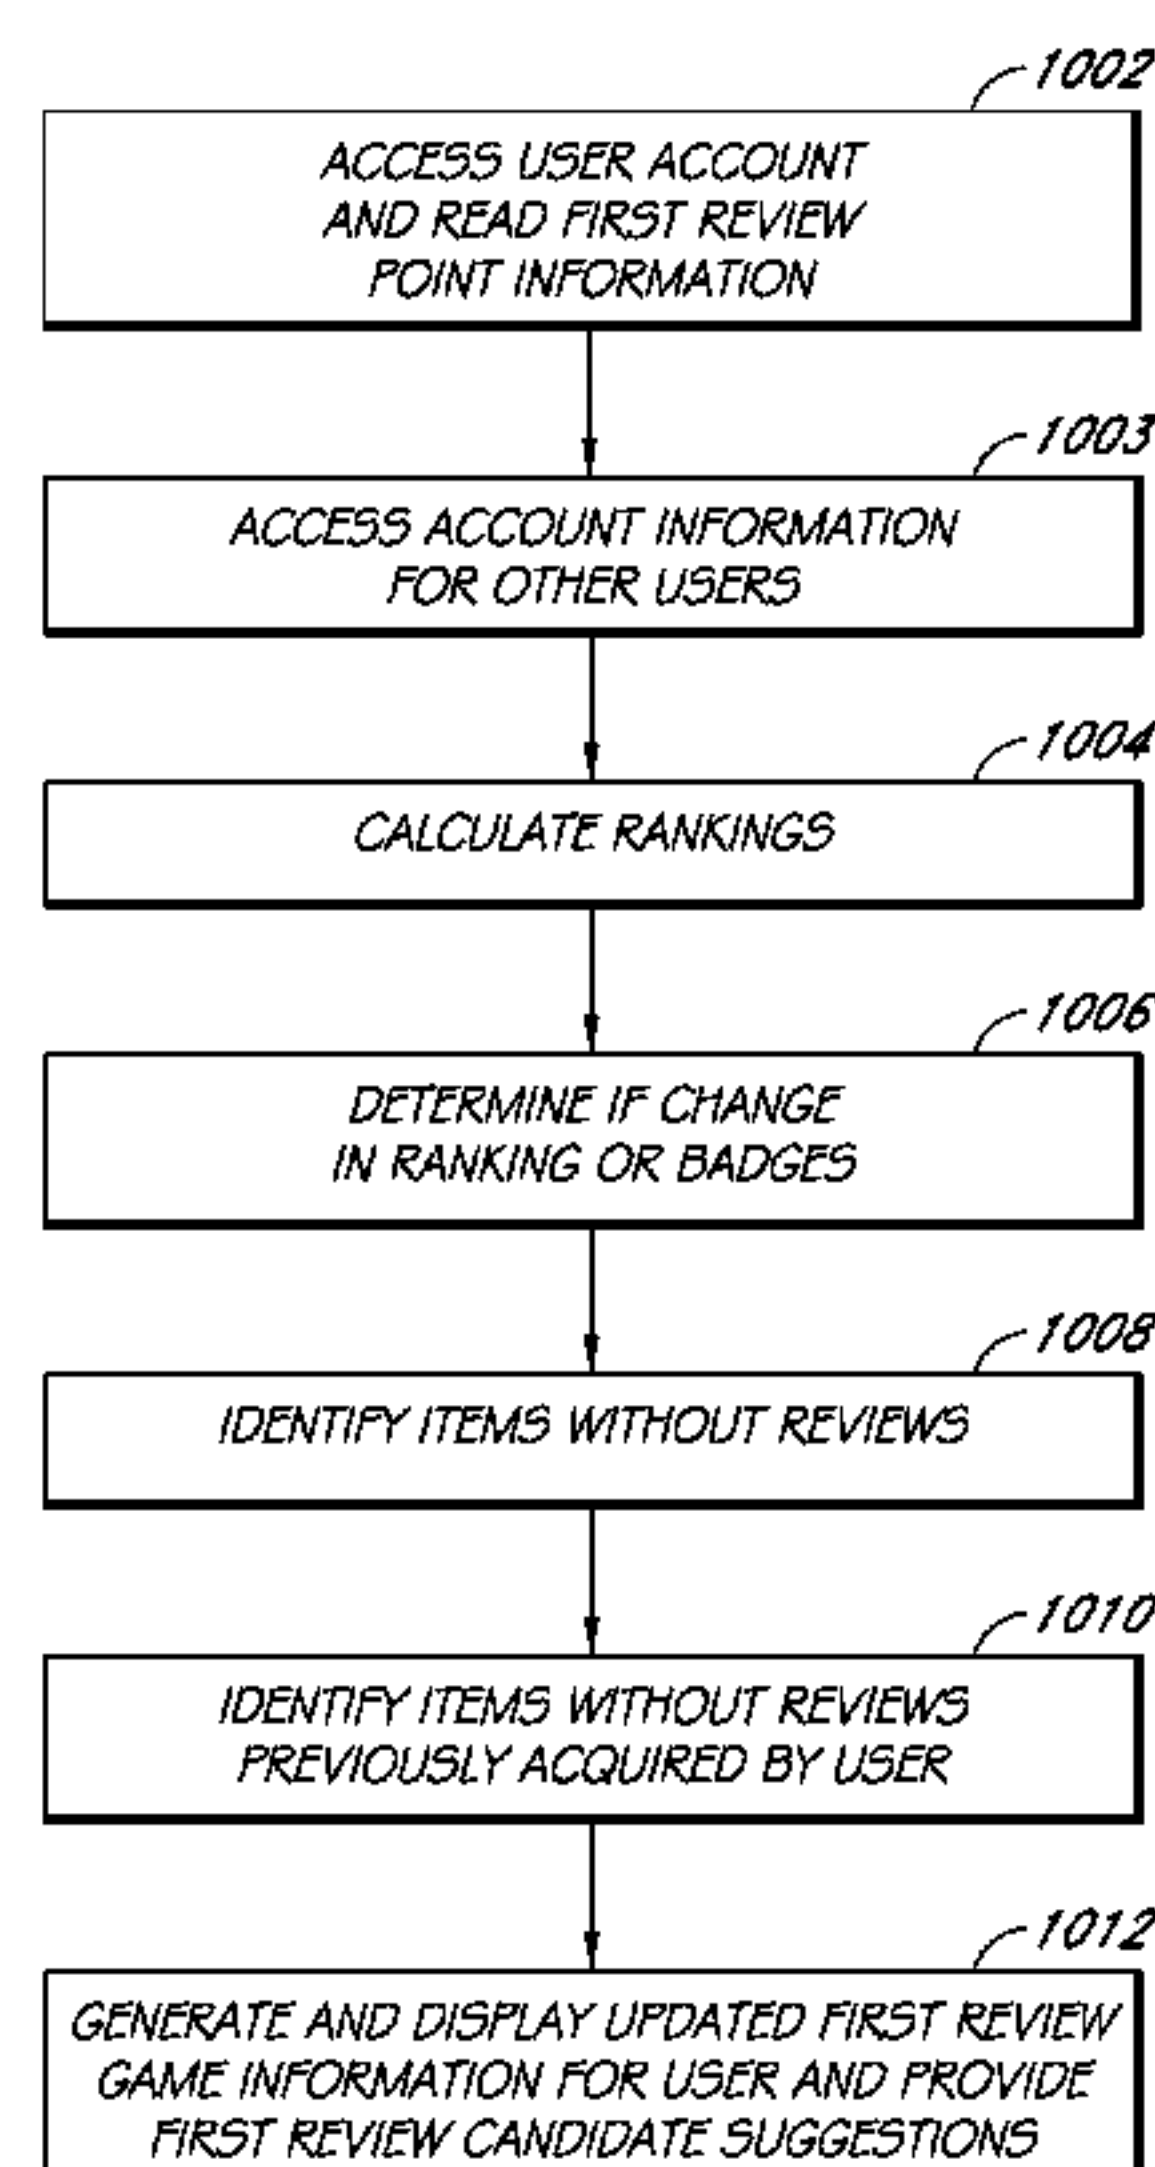 1002
ACCESS USER ACCOUNT
AND READ FIRST REVIEW
POINT INFORMATION
1003
ACCESS ACCOUNT INFORMATION
FOR OTHER USERS
1004
CALCULATE RANKINGS
1006
DETERMINE IF CHANGE
IN RANKING OR BADGES
1008
IDENTIFY ITEMS WITHOUT REVIEWS
1010
IDENTIFY ITEMS WITHOUT REVIEWS
PREVIOUSLY ACQUIRED BY USER
1012
GENERATE AND DISPLAY UPDATED FIRST REVIEW
GAME INFORMATION FOR USER AND PROVIDE
FIRST REVIEW CANDIDATE SUGGESTIONS